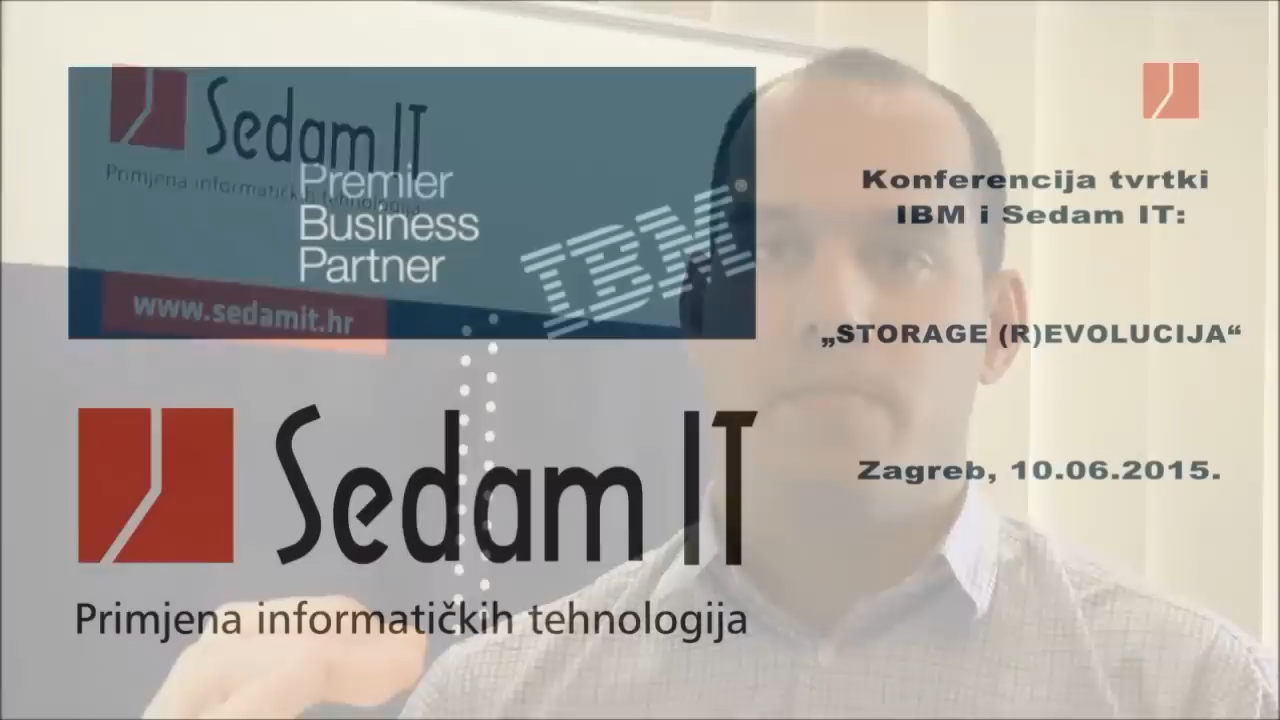 Sedam IT
Primjena informatičkih tehnologija
Premier
Business
Partner
IBM
www.sedamit.hr
Konferencija tvrtki
IBM i Sedam IT:
„STORAGE (R)EVOLUCIJA“
Zagreb, 10.06.2015.
Sedam IT
Primjena informatičkih tehnologija